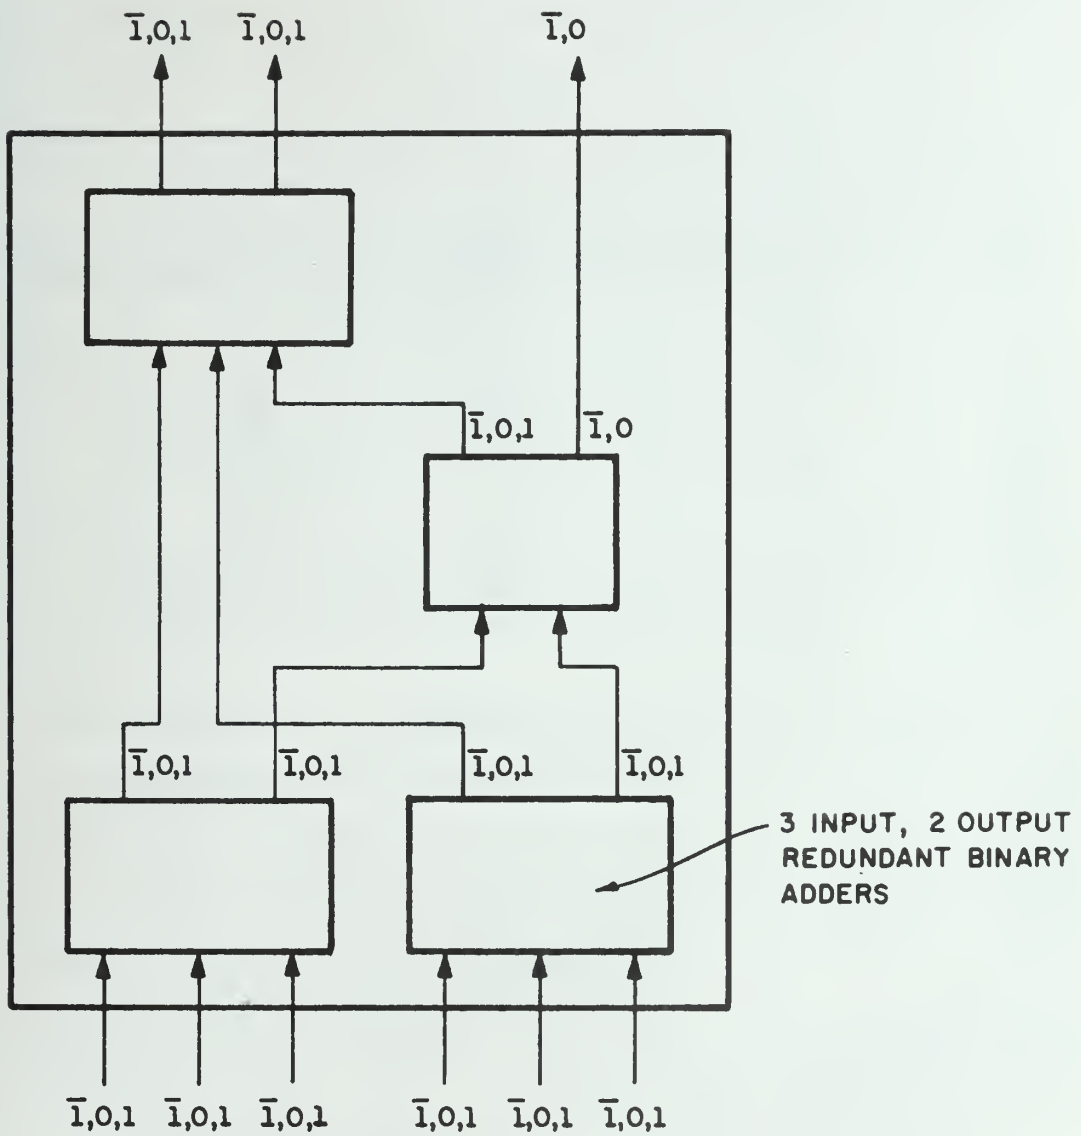 1̅,0,1 1̅,0,1 1̅,0
1̅,0,1 1̅,0
1̅,0,1 1̅,0,1 1̅,0,1 1̅,0,1
3 INPUT, 2 OUTPUT
REDUNDANT BINARY
ADDERS
1̅,0,1 1̅,0,1 1̅,0,1 1̅,0,1 1̅,0,1 1̅,0,1